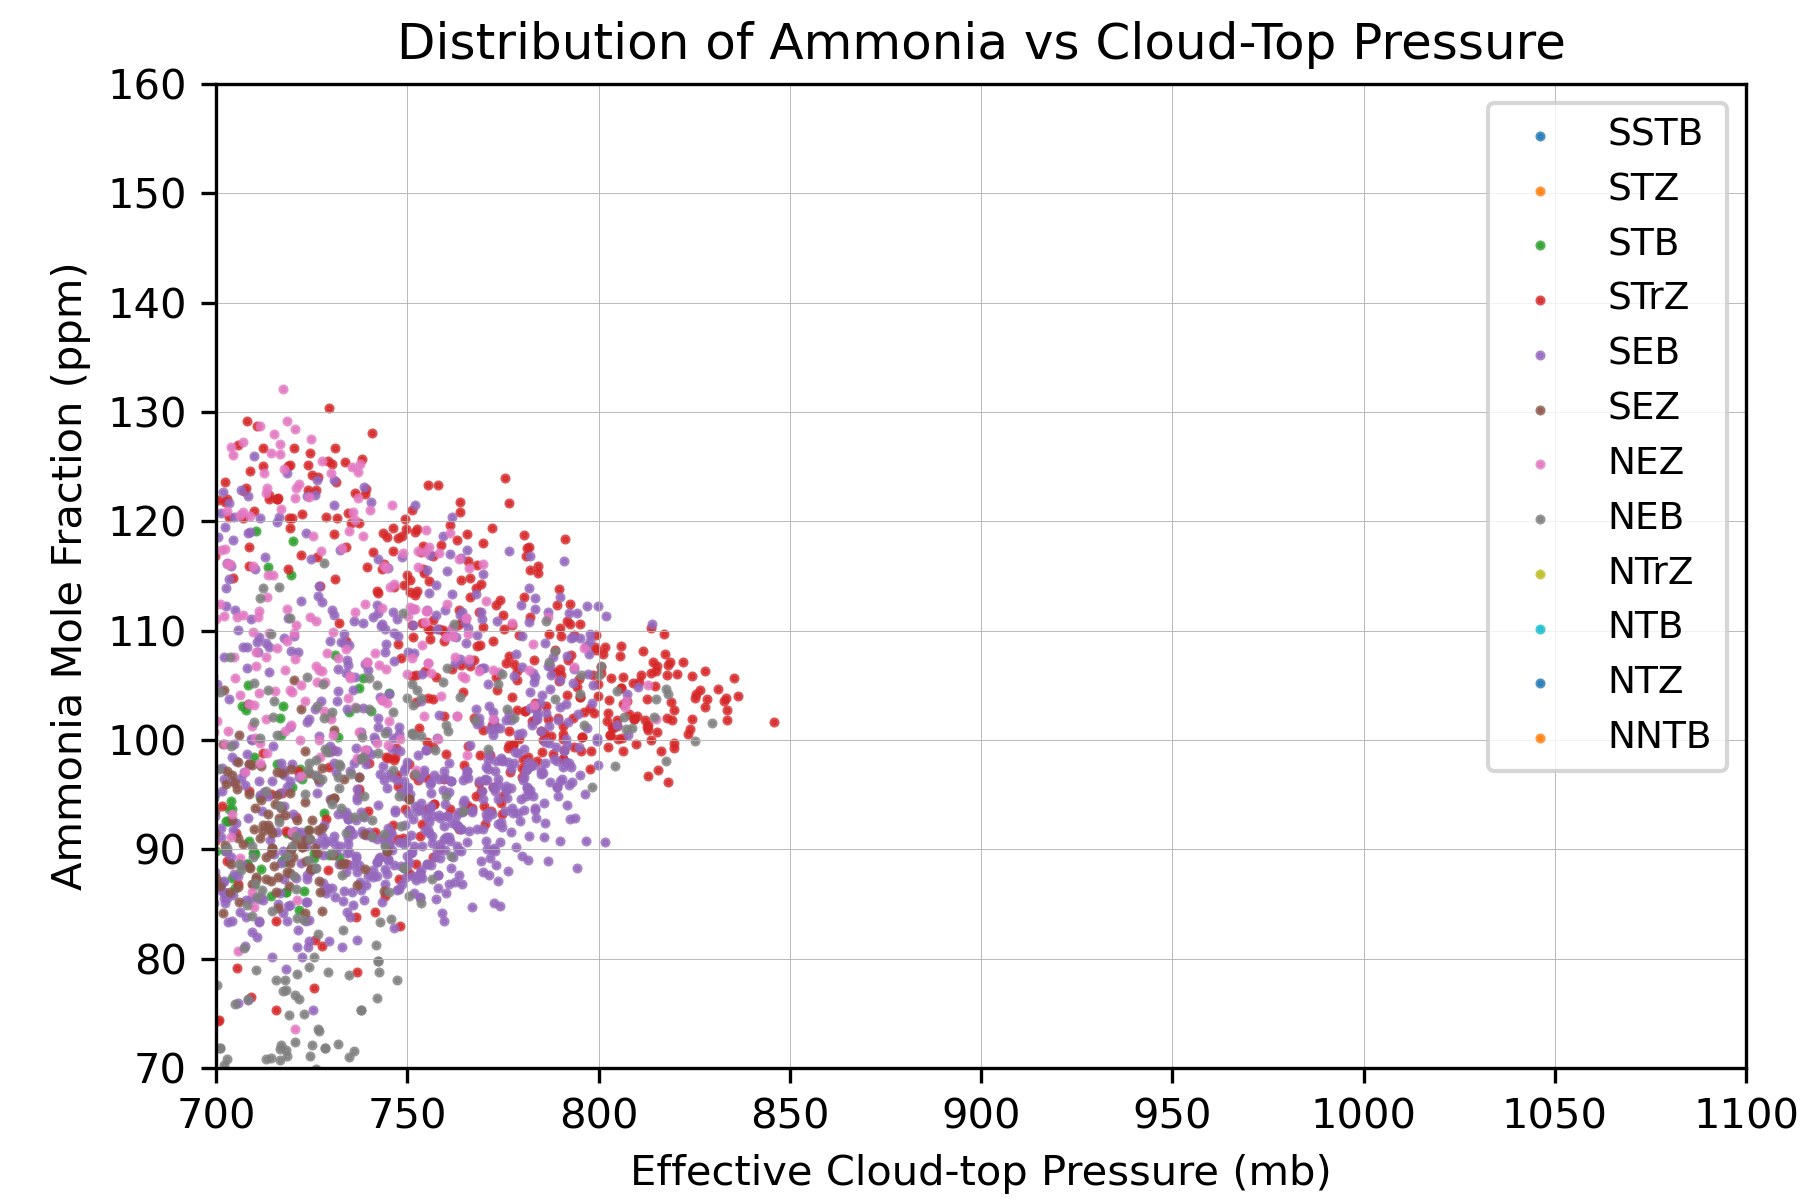 Distribution of Ammonia vs Cloud-Top Pressure
160
150
140
130
120
110
100
90
80
70
Ammonia Mole Fraction (ppm)
SSTB
STZ
STB
STrZ
SEB
SEZ
NEZ
NEB
NTrZ
NTB
NTZ
NNTB
700 750 800 850 900 950 1000 1050 1100
Effective Cloud-top Pressure (mb)